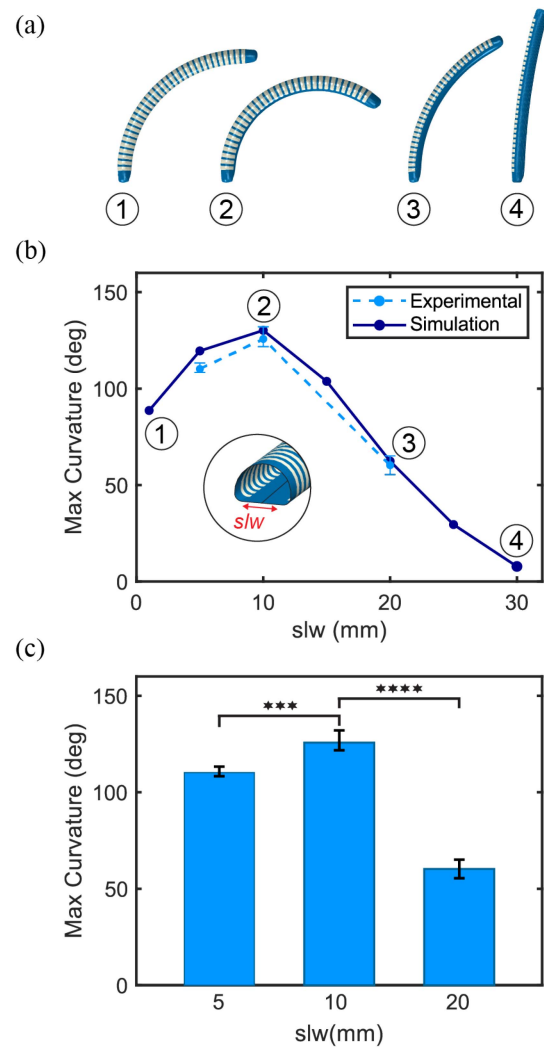 (a)
1 2 3 4
(b)
150
100
50
0
Max Curvature (deg)
Experimental
Simulation
2
1
3
4
slw
0 10 20 30
slw (mm)
(c)
150
100
50
0
Max Curvature (deg)
*** ****
5 10 20
slw(mm)